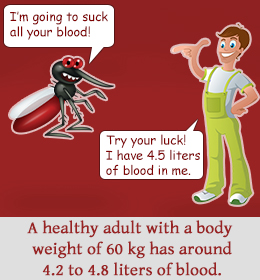 I'm going to suck
all your blood!
Try your luck!
I have 4.5 liters
of blood in me.
A healthy adult with a body
weight of 60 kg has around
4.2 to 4.8 liters of blood.